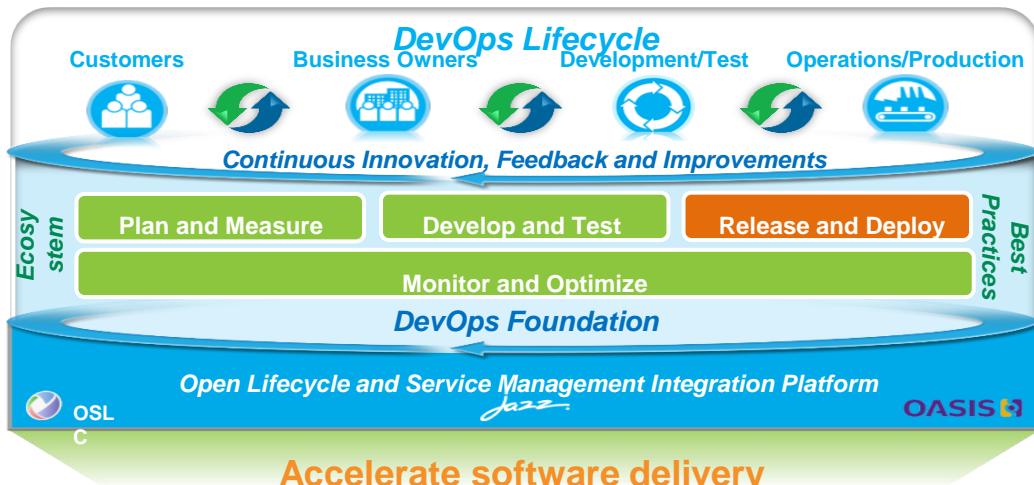 DevOps Lifecycle
Customers
Business Owners
Development/Test
Operations/Production
Continuous Innovation, Feedback and Improvements
Ecosy
stem
Plan and Measure
Develop and Test
Release and Deploy
Best
Practices
Monitor and Optimize
DevOps Foundation
Open Lifecycle and Service Management Integration Platform
Jazz
OSL
C
OASIS
Accelerate software delivery